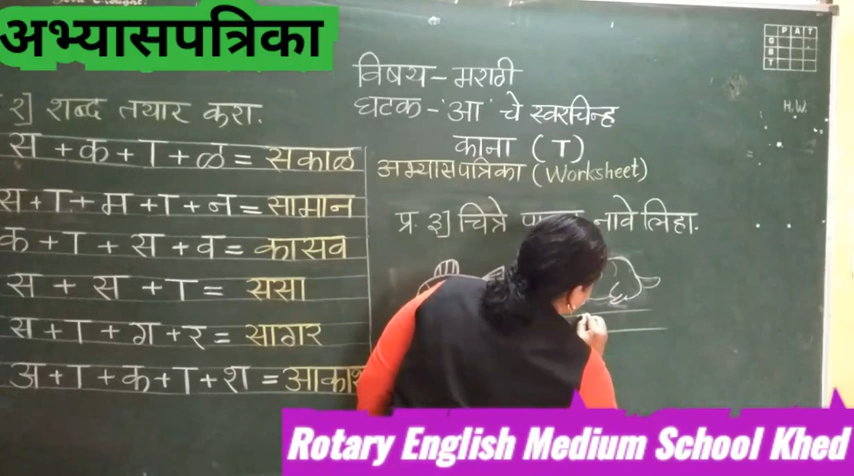 अभ्यासपत्रिका
P A T
G
B
T
H.W.
विषय – मराठी
घटक – 'आ' चे स्वरचिन्ह
काना (ा)
अभ्यासपत्रिका (Worksheet)
प्र. ३] चित्रे नावे लिहा.
१] शब्द तयार करा.
स + क + ा + ळ = सकाळ
स + ा + म + ा + न = सामान
क + ा + स + व = कासव
स + स + ा = ससा
स + ा + ग + र = सागर
अ + ा + क + ा + श = आकाश
Rotary English Medium School Khed